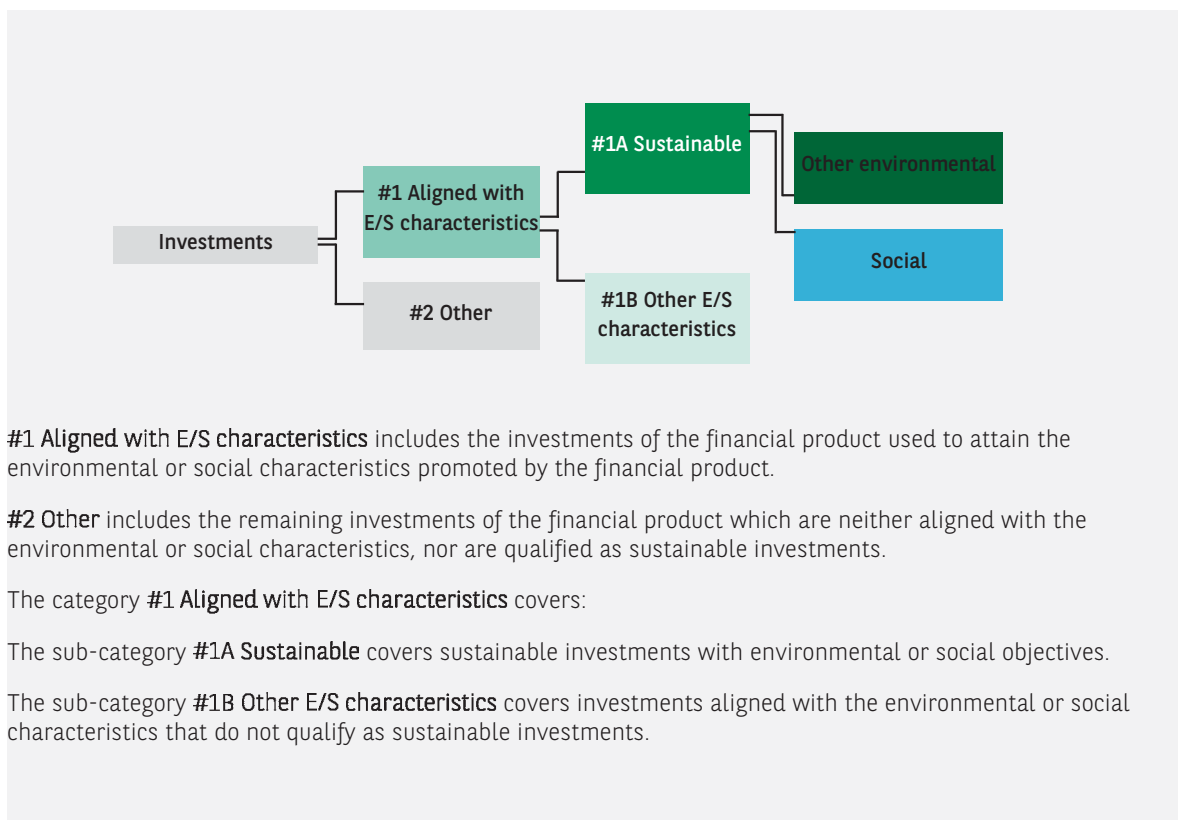 #1A Sustainable
Other environmental
#1 Aligned with
E/S characteristics
Investments
Social
#2 Other
#1B Other E/S
characteristics
#1 Aligned with E/S characteristics includes the investments of the financial product used to attain the
environmental or social characteristics promoted by the financial product.
#2 Other includes the remaining investments of the financial product which are neither aligned with the
environmental or social characteristics, nor are qualified as sustainable investments.
The category #1 Aligned with E/S characteristics covers:
The sub-category #1A Sustainable covers sustainable investments with environmental or social objectives.
The sub-category #1B Other E/S characteristics covers investments aligned with the environmental or social
characteristics that do not qualify as sustainable investments.